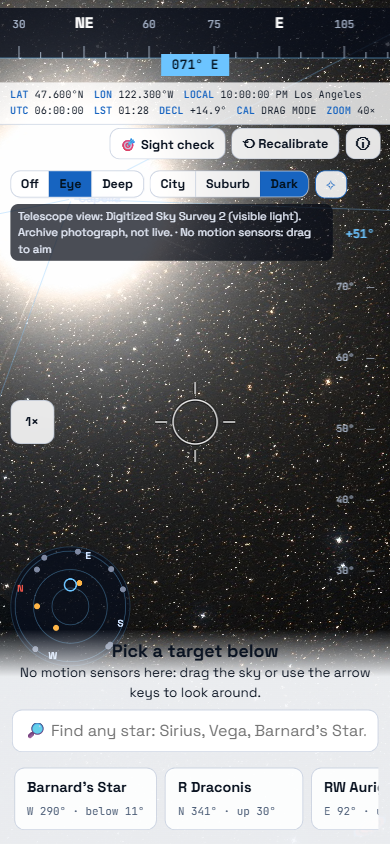 30 NE 60 75 E 105
071° E
LAT 47.600°N LON 122.300°W LOCAL 10:00:00 PM Los Angeles
UTC 06:00:00 LST 01:28 DECL +14.9° CAL DRAG MODE ZOOM 40×
Sight check Recalibrate
Off Eye Deep City Suburb Dark
Telescope view: Digitized Sky Survey 2 (visible light).
Archive photograph, not live. · No motion sensors: drag
to aim
+51°
70°
60°
1×
50°
40°
30°
E
N
S
W
Pick a target below
No motion sensors here: drag the sky or use the arrow
keys to look around.
Find any star: Sirius, Vega, Barnard's Star.
Barnard's Star R Draconis RW Auri
W 290° · below 11° N 341° · up 30° E 92° ·